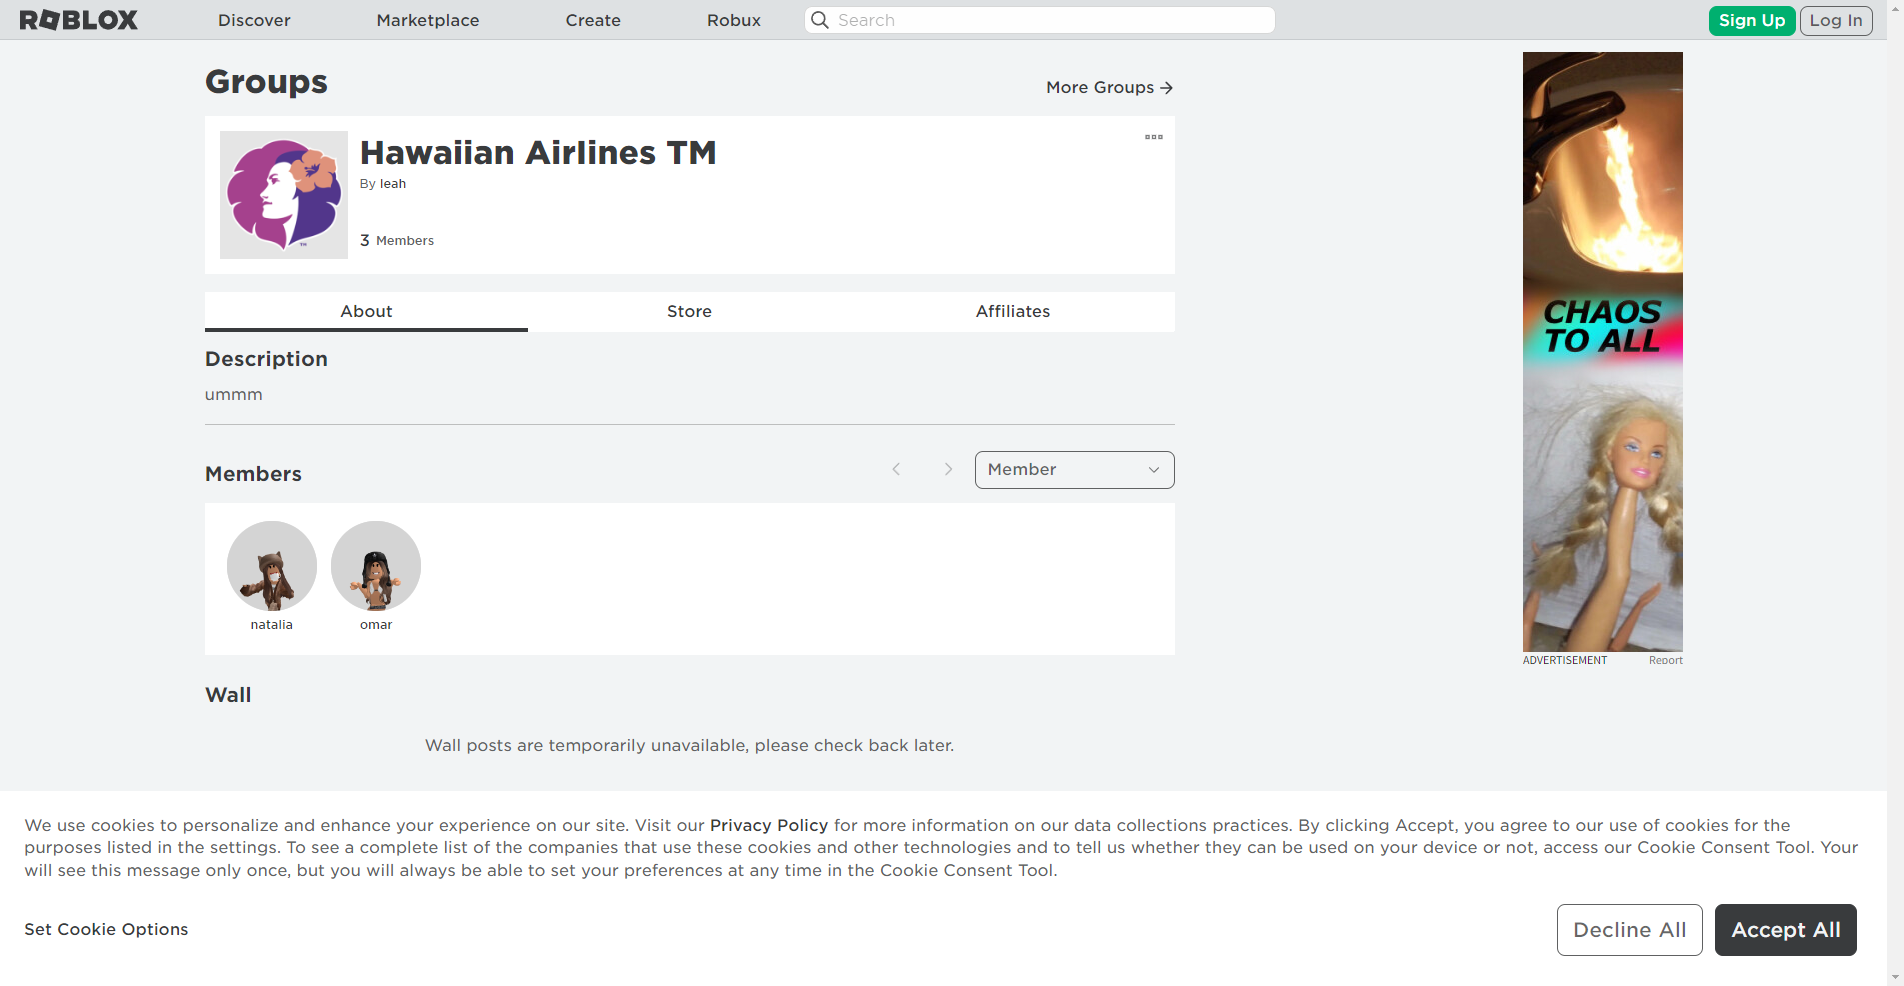 ROBLOX
Discover
Marketplace
Create
Robux
Search
Sign Up
Log In
Groups
More Groups
Hawaiian Airlines TM
By leah
3 Members
About
Store
Affiliates
Description
ummm
Members
Member
natalia
omar
Wall
Wall posts are temporarily unavailable, please check back later.
CHAOS
TO ALL
ADVERTISEMENT
Report
We use cookies to personalize and enhance your experience on our site. Visit our Privacy Policy for more information on our data collections practices. By clicking Accept, you agree to our use of cookies for the
purposes listed in the settings. To see a complete list of the companies that use these cookies and other technologies and to tell us whether they can be used on your device or not, access our Cookie Consent Tool. Your
will see this message only once, but you will always be able to set your preferences at any time in the Cookie Consent Tool.
Set Cookie Options
Decline All
Accept All